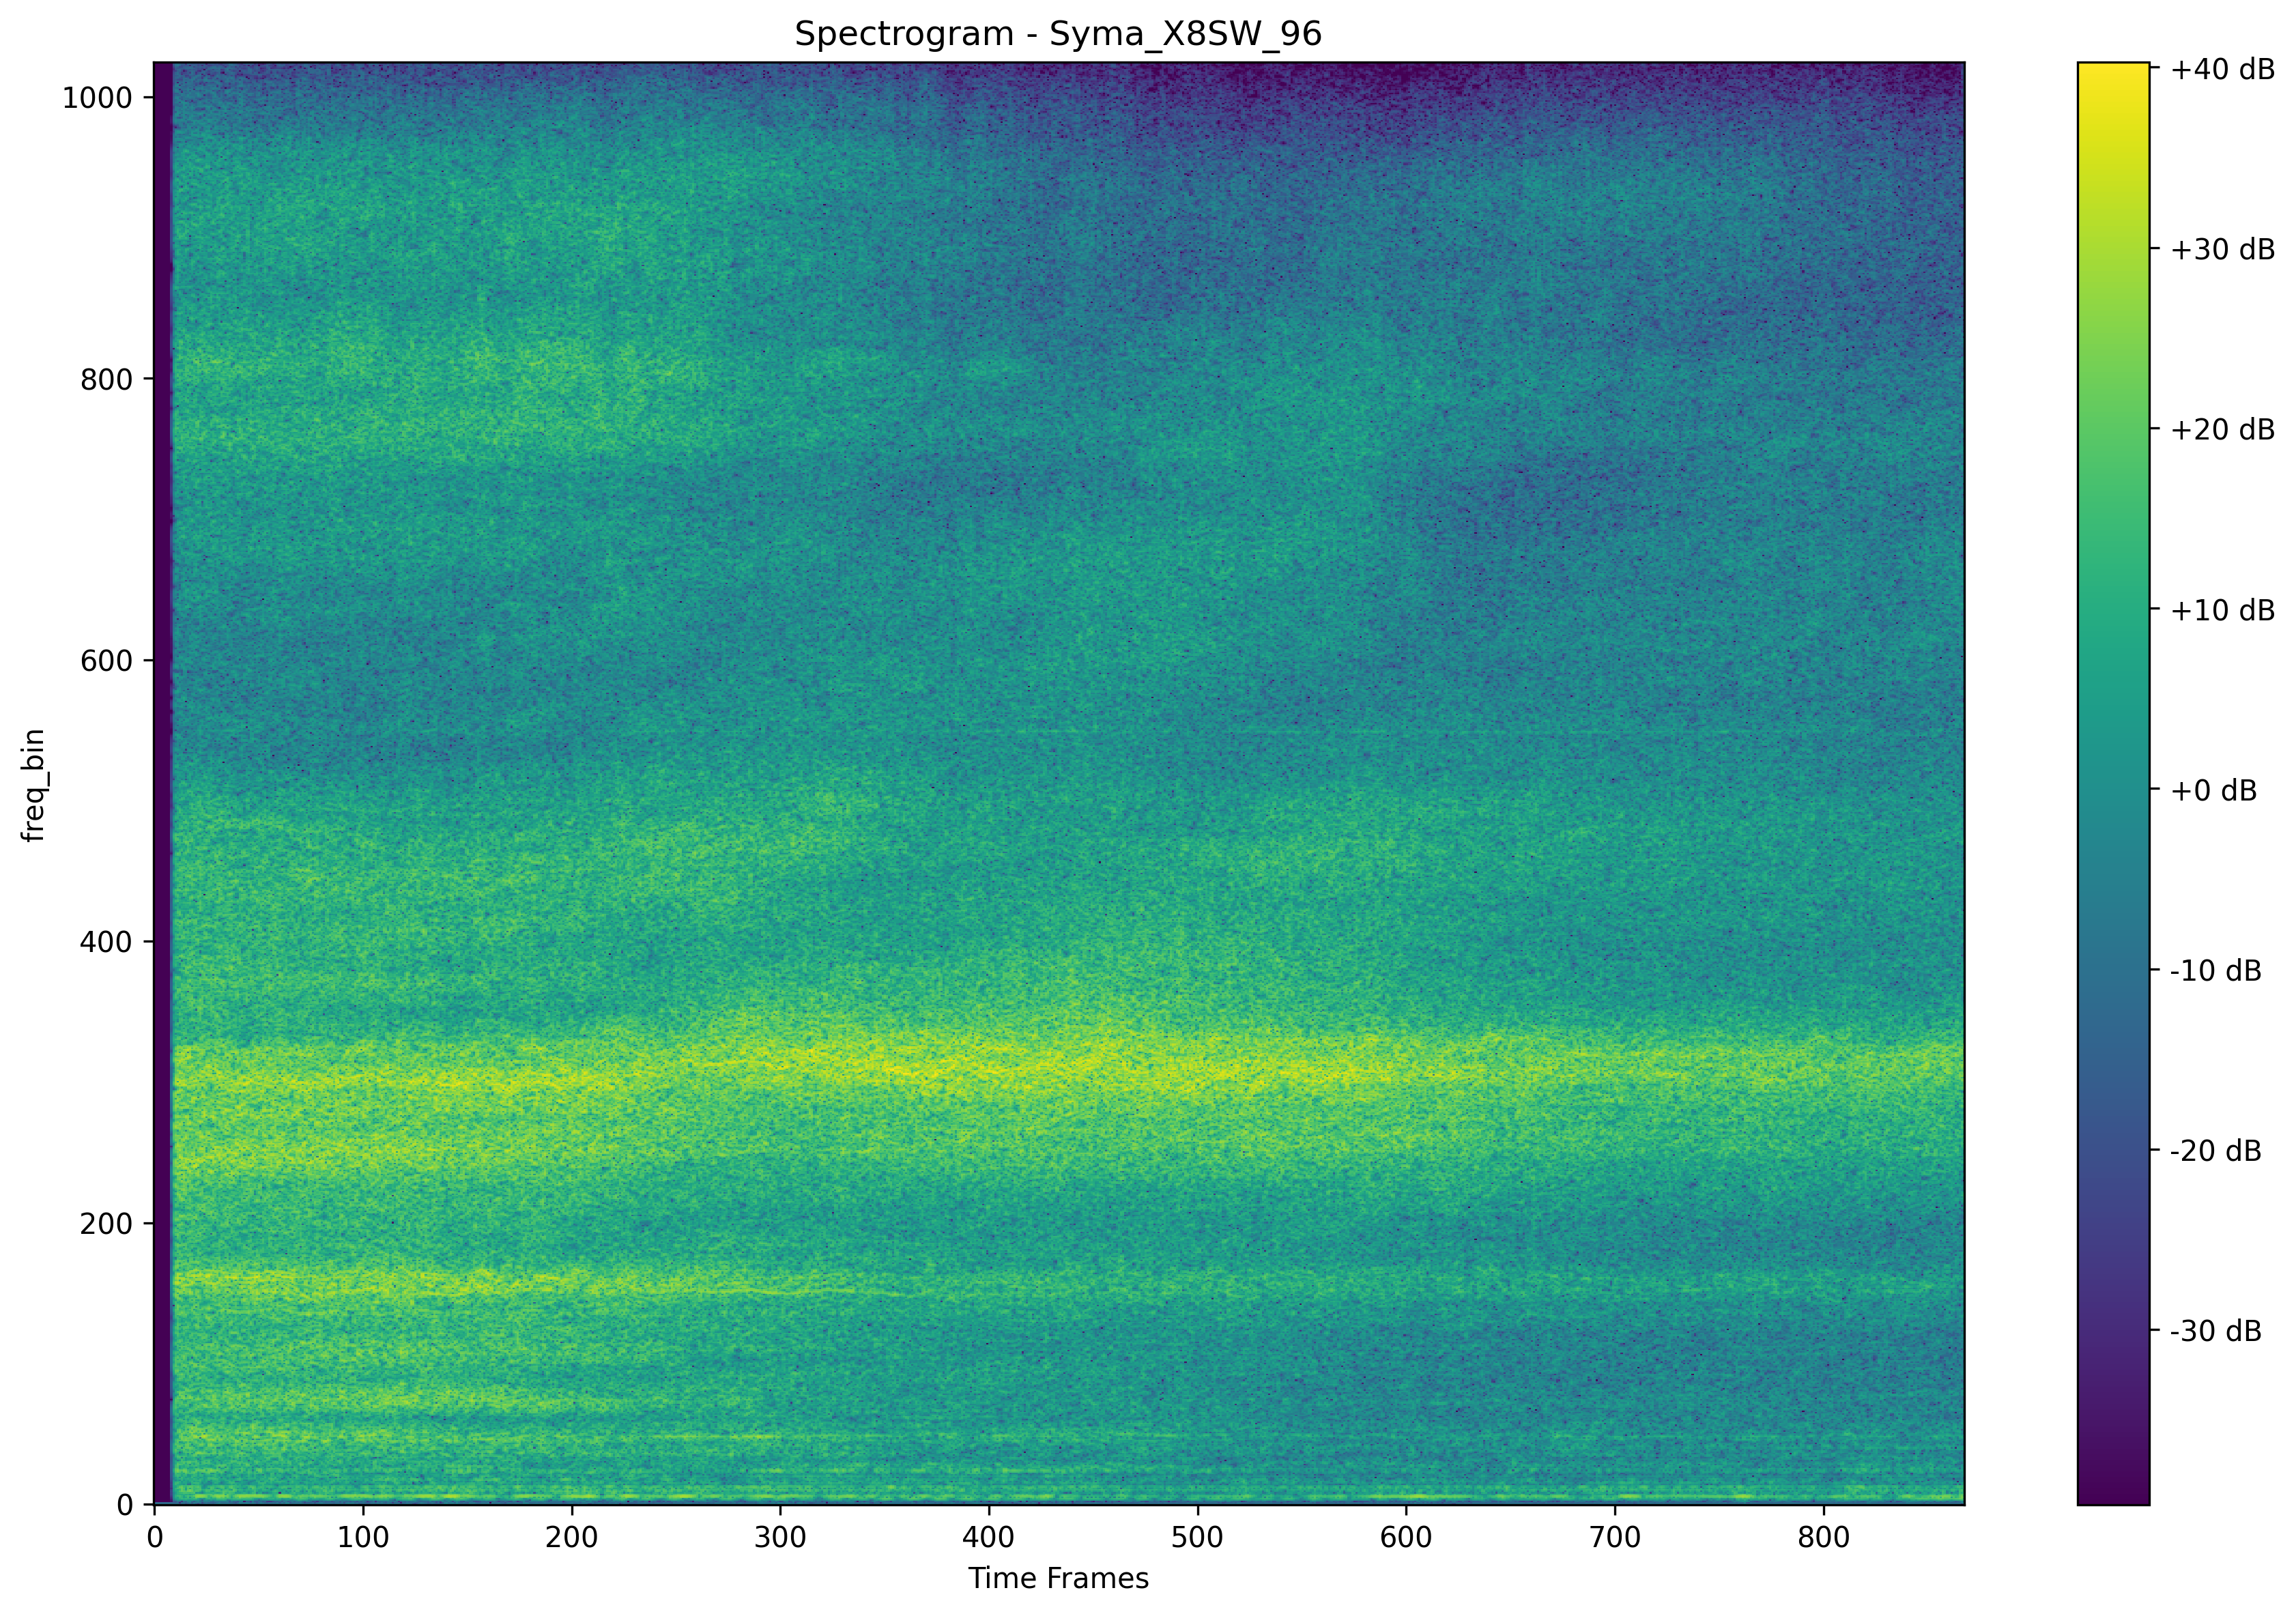 Spectrogram - Syma_X8SW_96
1000
800
600
400
200
0
freq_bin
0 100 200 300 400 500 600 700 800
Time Frames
+40 dB
+30 dB
+20 dB
+10 dB
+0 dB
-10 dB
-20 dB
-30 dB